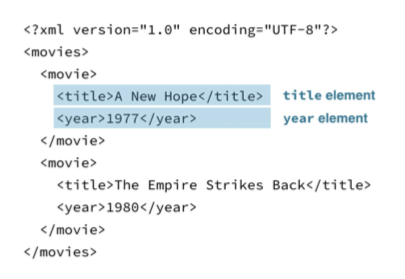 <?xml version="1.0" encoding="UTF-8"?>
<movies>
<movie>
<title>A New Hope</title> title element
<year>1977</year> year element
</movie>
<movie>
<title>The Empire Strikes Back</title>
<year>1980</year>
</movie>
</movies>